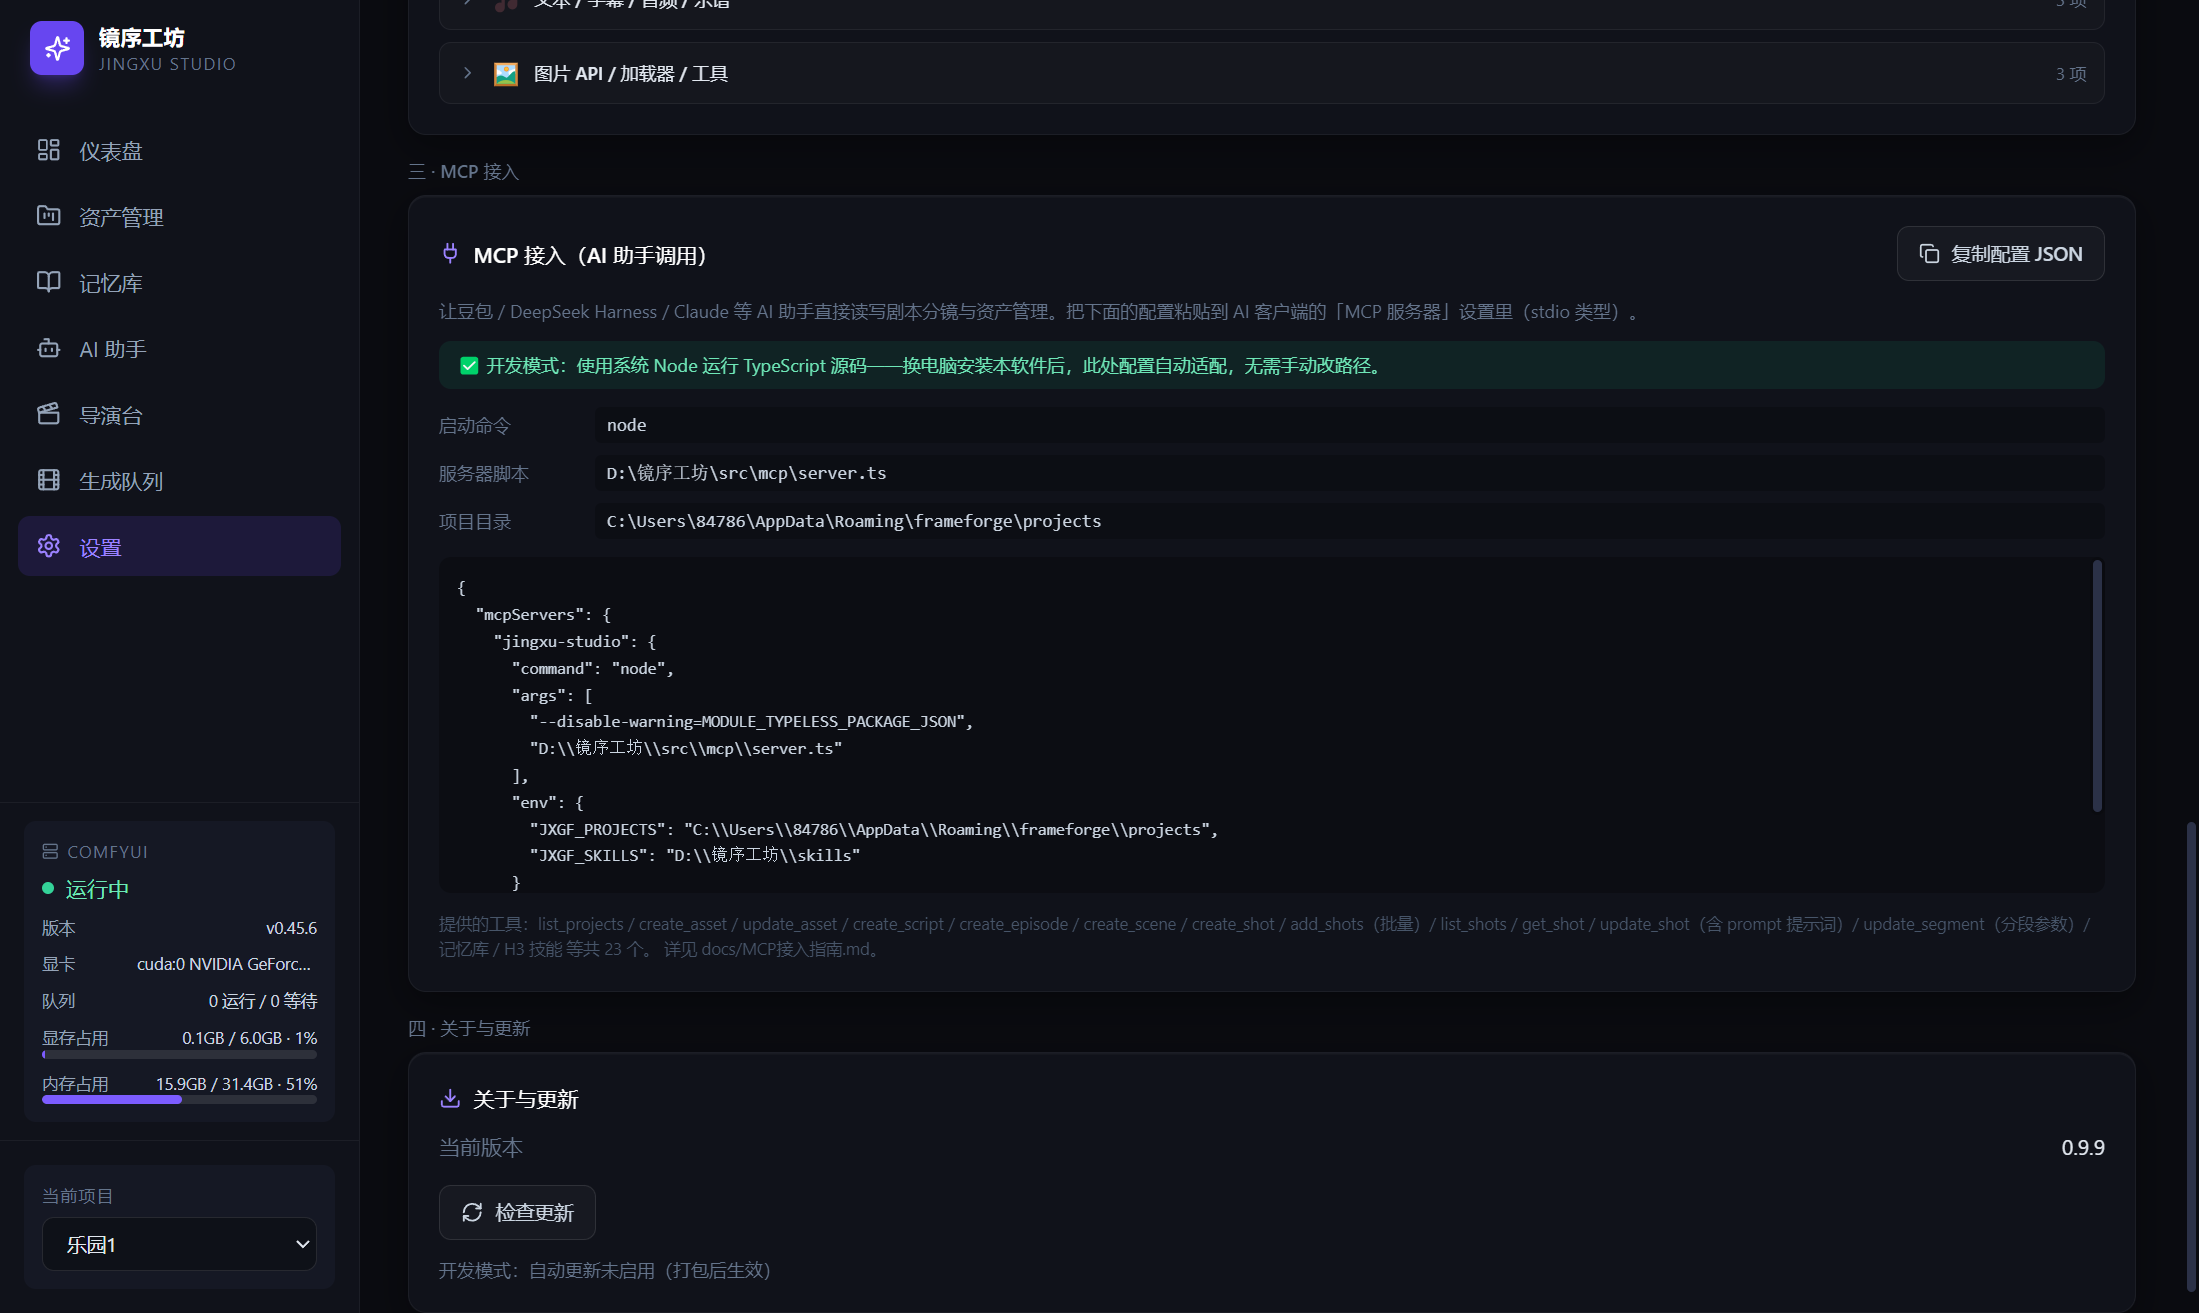 镜序工坊
JINGXU STUDIO
仪表盘
资产管理
记忆库
AI 助手
导演台
生成队列
设置
COMFYUI
运行中
版本 v0.45.6
显卡 cuda:0 NVIDIA GeForc...
队列 0 运行 / 0 等待
显存占用 0.1GB / 6.0GB · 1%
内存占用 15.9GB / 31.4GB · 51%
当前项目
乐园1
文本 / 字幕 / 音频 / 乐谱
图片 API / 加载器 / 工具 3 项
三 · MCP 接入
MCP 接入（AI 助手调用）
复制配置 JSON
让豆包 / DeepSeek Harness / Claude 等 AI 助手直接读写剧本分镜与资产管理。把下面的配置粘贴到 AI 客户端的「MCP 服务器」设置里（stdio 类型）。
✅ 开发模式：使用系统 Node 运行 TypeScript 源码——换电脑安装本软件后，此处配置自动适配，无需手动改路径。
启动命令 node
服务器脚本 D:\镜序工坊\src\mcp\server.ts
项目目录 C:\Users\84786\AppData\Roaming\frameforge\projects
{
"mcpServers": {
"jingxu-studio": {
"command": "node",
"args": [
"--disable-warning=MODULE_TYPELESS_PACKAGE_JSON",
"D:\\镜序工坊\\src\\mcp\\server.ts"
],
"env": {
"JXGF_PROJECTS": "C:\\Users\\84786\\AppData\\Roaming\\frameforge\\projects",
"JXGF_SKILLS": "D:\\镜序工坊\\skills"
}
提供的工具：list_projects / create_asset / update_asset / create_script / create_episode / create_scene / create_shot / add_shots（批量）/ list_shots / get_shot / update_shot（含 prompt 提示词）/ update_segment（分段参数）/
记忆库 / H3 技能 等共 23 个。 详见 docs/MCP接入指南.md。
四 · 关于与更新
关于与更新
当前版本 0.9.9
检查更新
开发模式：自动更新未启用（打包后生效）